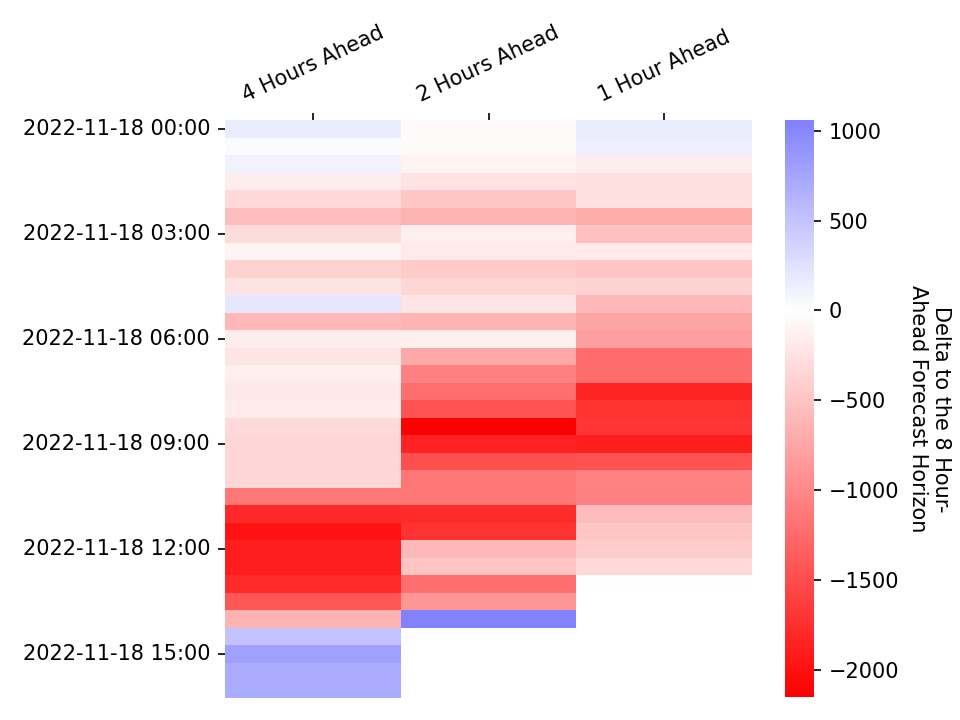 4 Hours Ahead
2 Hours Ahead
1 Hour Ahead
2022-11-18 00:00
2022-11-18 03:00
2022-11-18 06:00
2022-11-18 09:00
2022-11-18 12:00
2022-11-18 15:00
1000
500
0
−500
−1000
−1500
−2000
Delta to the 8 Hour-
Ahead Forecast Horizon